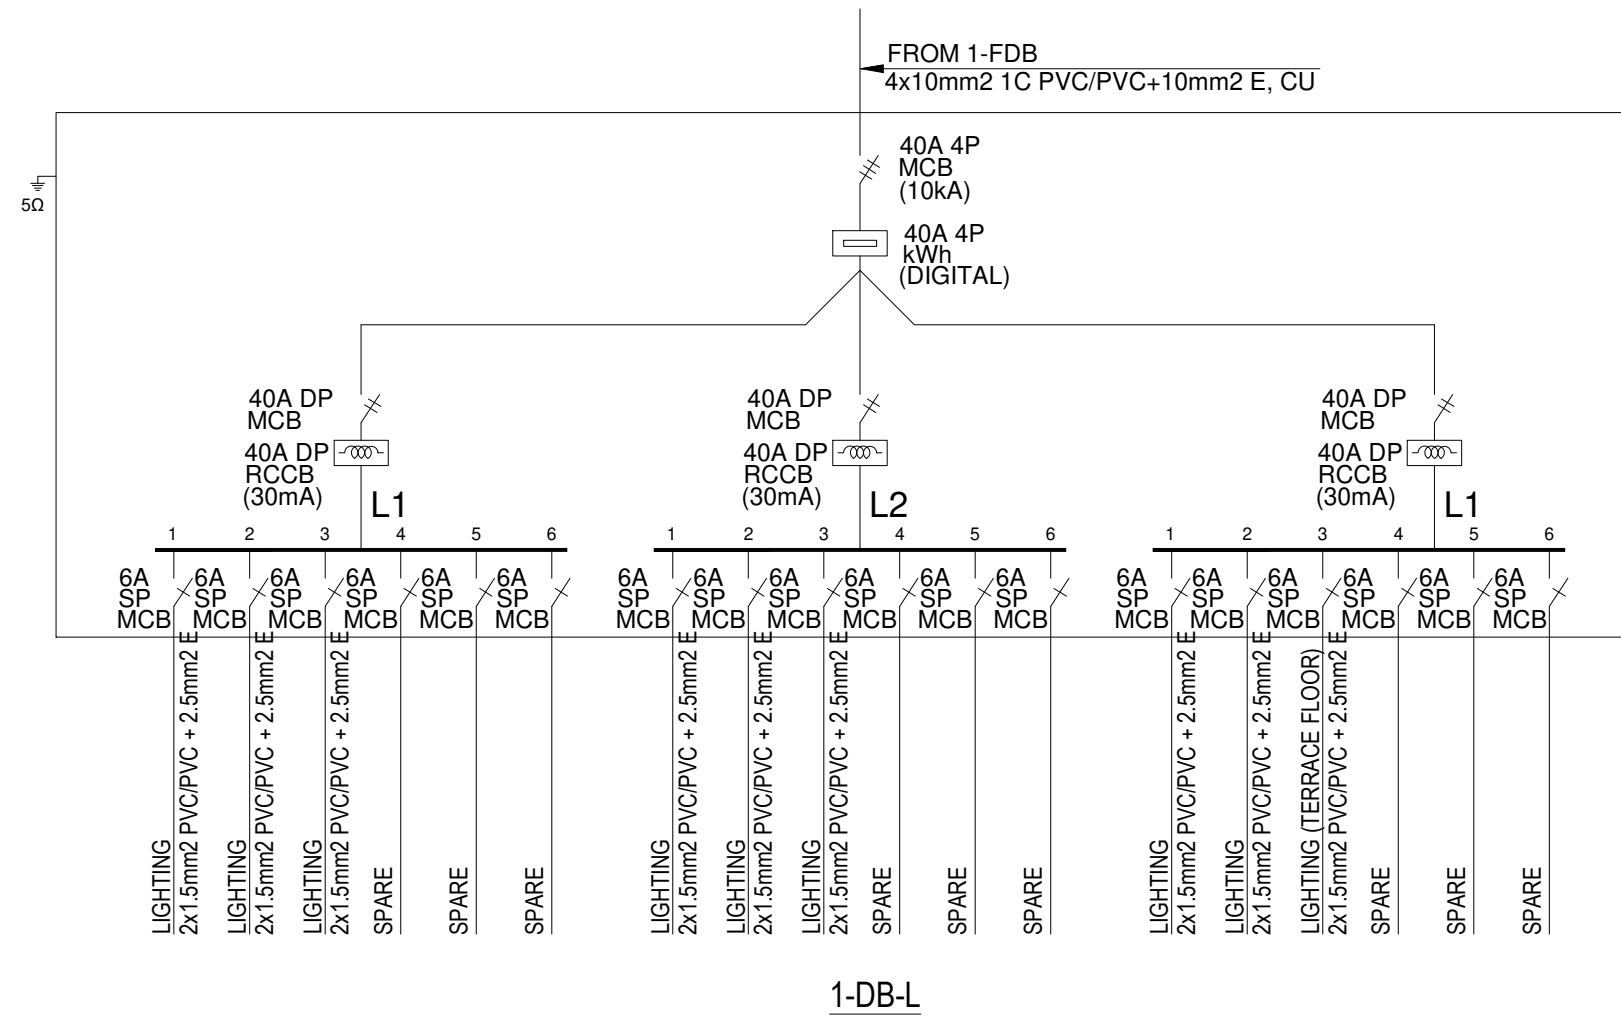 FROM 1-FDB
4x10mm2 1C PVC/PVC+10mm2 E, CU
40A 4P
MCB
(10kA)
5Ω
40A 4P
kWh
(DIGITAL)
40A DP
MCB
40A DP
RCCB
(30mA)
L1
40A DP
MCB
40A DP
RCCB
(30mA)
L2
40A DP
MCB
40A DP
RCCB
(30mA)
L1
1 2 3 4 5 6
1 2 3 4 5 6
1 2 3 4 5 6
6A 6A 6A 6A 6A 6A
SP SP SP SP SP SP
MCB MCB MCB MCB MCB MCB
6A 6A 6A 6A 6A 6A
SP SP SP SP SP SP
MCB MCB MCB MCB MCB MCB
6A 6A 6A 6A 6A 6A
SP SP SP SP SP SP
MCB MCB MCB MCB MCB MCB
LIGHTING
2x1.5mm2 PVC/PVC + 2.5mm2 E
LIGHTING
2x1.5mm2 PVC/PVC + 2.5mm2 E
LIGHTING
2x1.5mm2 PVC/PVC + 2.5mm2 E
SPARE
SPARE
SPARE
LIGHTING
2x1.5mm2 PVC/PVC + 2.5mm2 E
LIGHTING
2x1.5mm2 PVC/PVC + 2.5mm2 E
LIGHTING
2x1.5mm2 PVC/PVC + 2.5mm2 E
SPARE
SPARE
SPARE
LIGHTING
2x1.5mm2 PVC/PVC + 2.5mm2 E
LIGHTING
2x1.5mm2 PVC/PVC + 2.5mm2 E
LIGHTING (TERRACE FLOOR)
2x1.5mm2 PVC/PVC + 2.5mm2 E
SPARE
SPARE
SPARE
1-DB-L